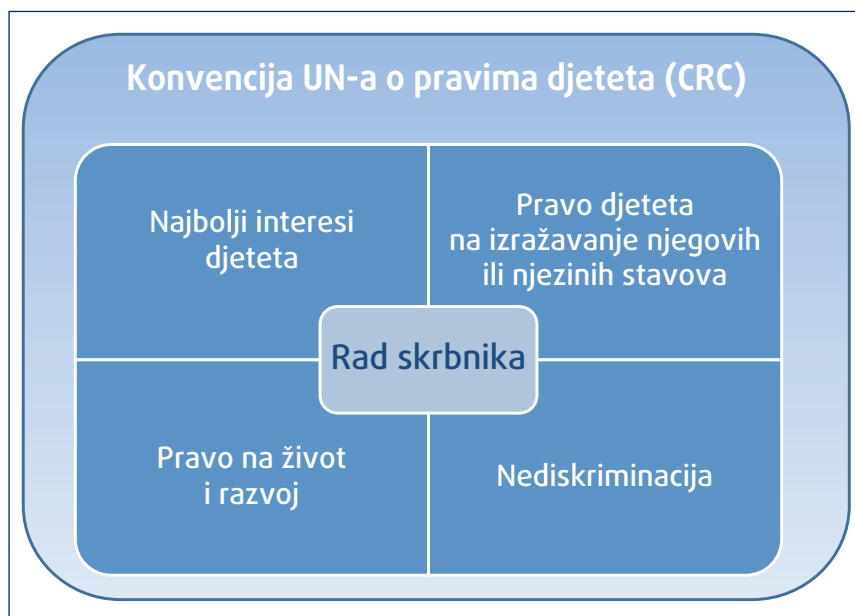 Konvencija UN-a o pravima djeteta (CRC)
Najbolji interesi
djeteta
Pravo djeteta
na izražavanje njegovih
ili njezinih stavova
Rad skrbnika
Pravo na život
i razvoj
Nediskriminacija